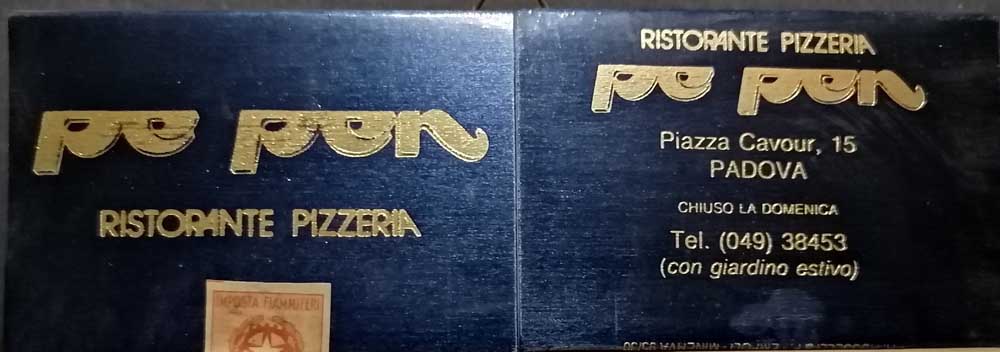 pe pen
RISTORANTE PIZZERIA
IMPOSTA FIAMMIFERI
RISTORANTE PIZZERIA
pe pen
Piazza Cavour, 15
PADOVA
CHIUSO LA DOMENICA
Tel. (049) 38453
(con giardino estivo)